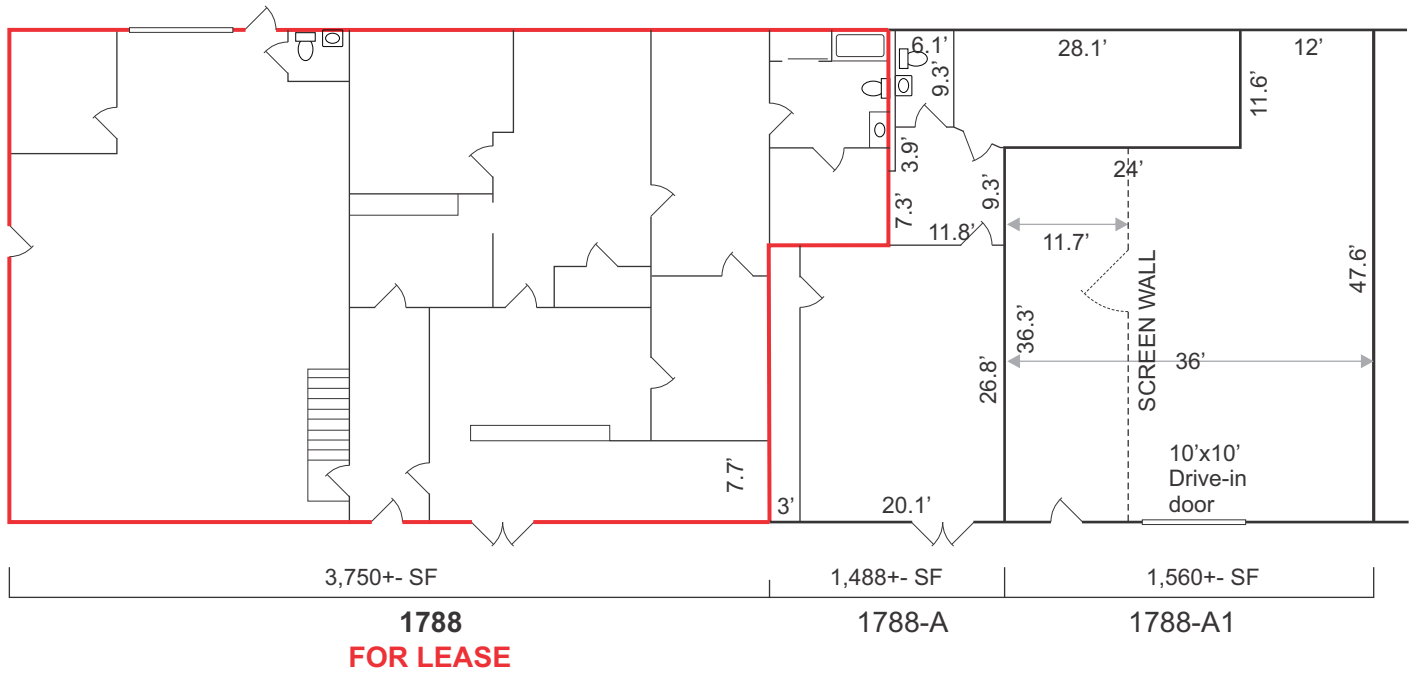 6.1’
28.1’
12’
9.3’
11.6’
3.9’
24’
9.3’
7.3’
11.8’
11.7’
SCREEN WALL
47.6’
36.3’
36’
26.8’
7.7’
10’x10’
Drive-in
door
3’
20.1’
3,750+- SF
1,488+- SF
1,560+- SF
1788
1788-A
1788-A1
FOR LEASE